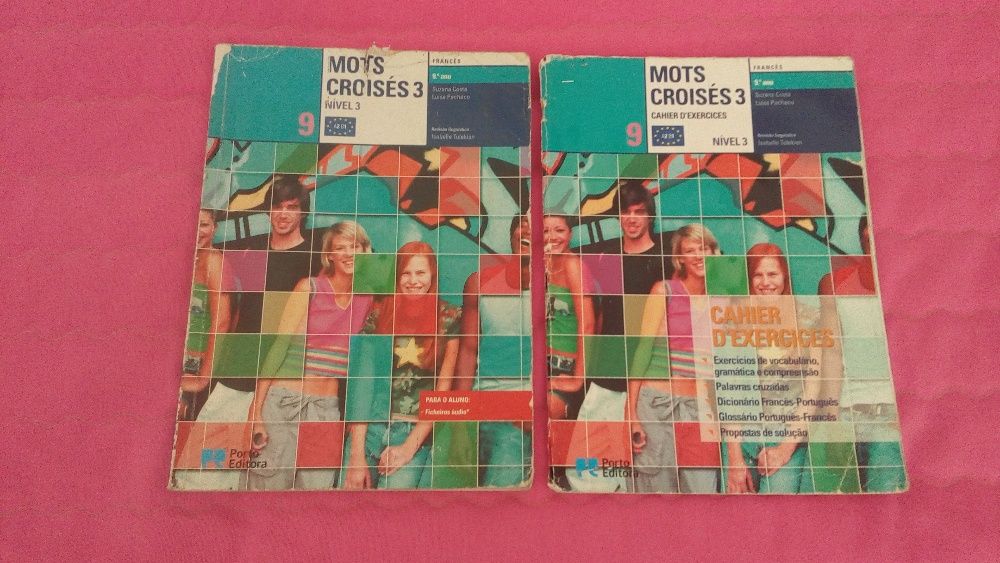 MOTS
CROISÉS 3
NÍVEL 3
9
FRANCÊS
9.º ano
Suzana Costa
Luísa Pacheco
Revisão linguística
Isabelle Tulekian
PARA O ALUNO:
- Ficheiros áudio*
Porto
Editora
MOTS
CROISÉS 3
CAHIER D'EXERCICES
NÍVEL 3
9
FRANCÊS
9.º ano
Suzana Costa
Luísa Pacheco
Revisão linguística
Isabelle Tulekian
CAHIER
D'EXERCICES
Exercícios de vocabulário,
gramática e compreensão
Palavras cruzadas
Dicionário Francês-Português
Glossário Português-Francês
Propostas de solução
Porto
Editora